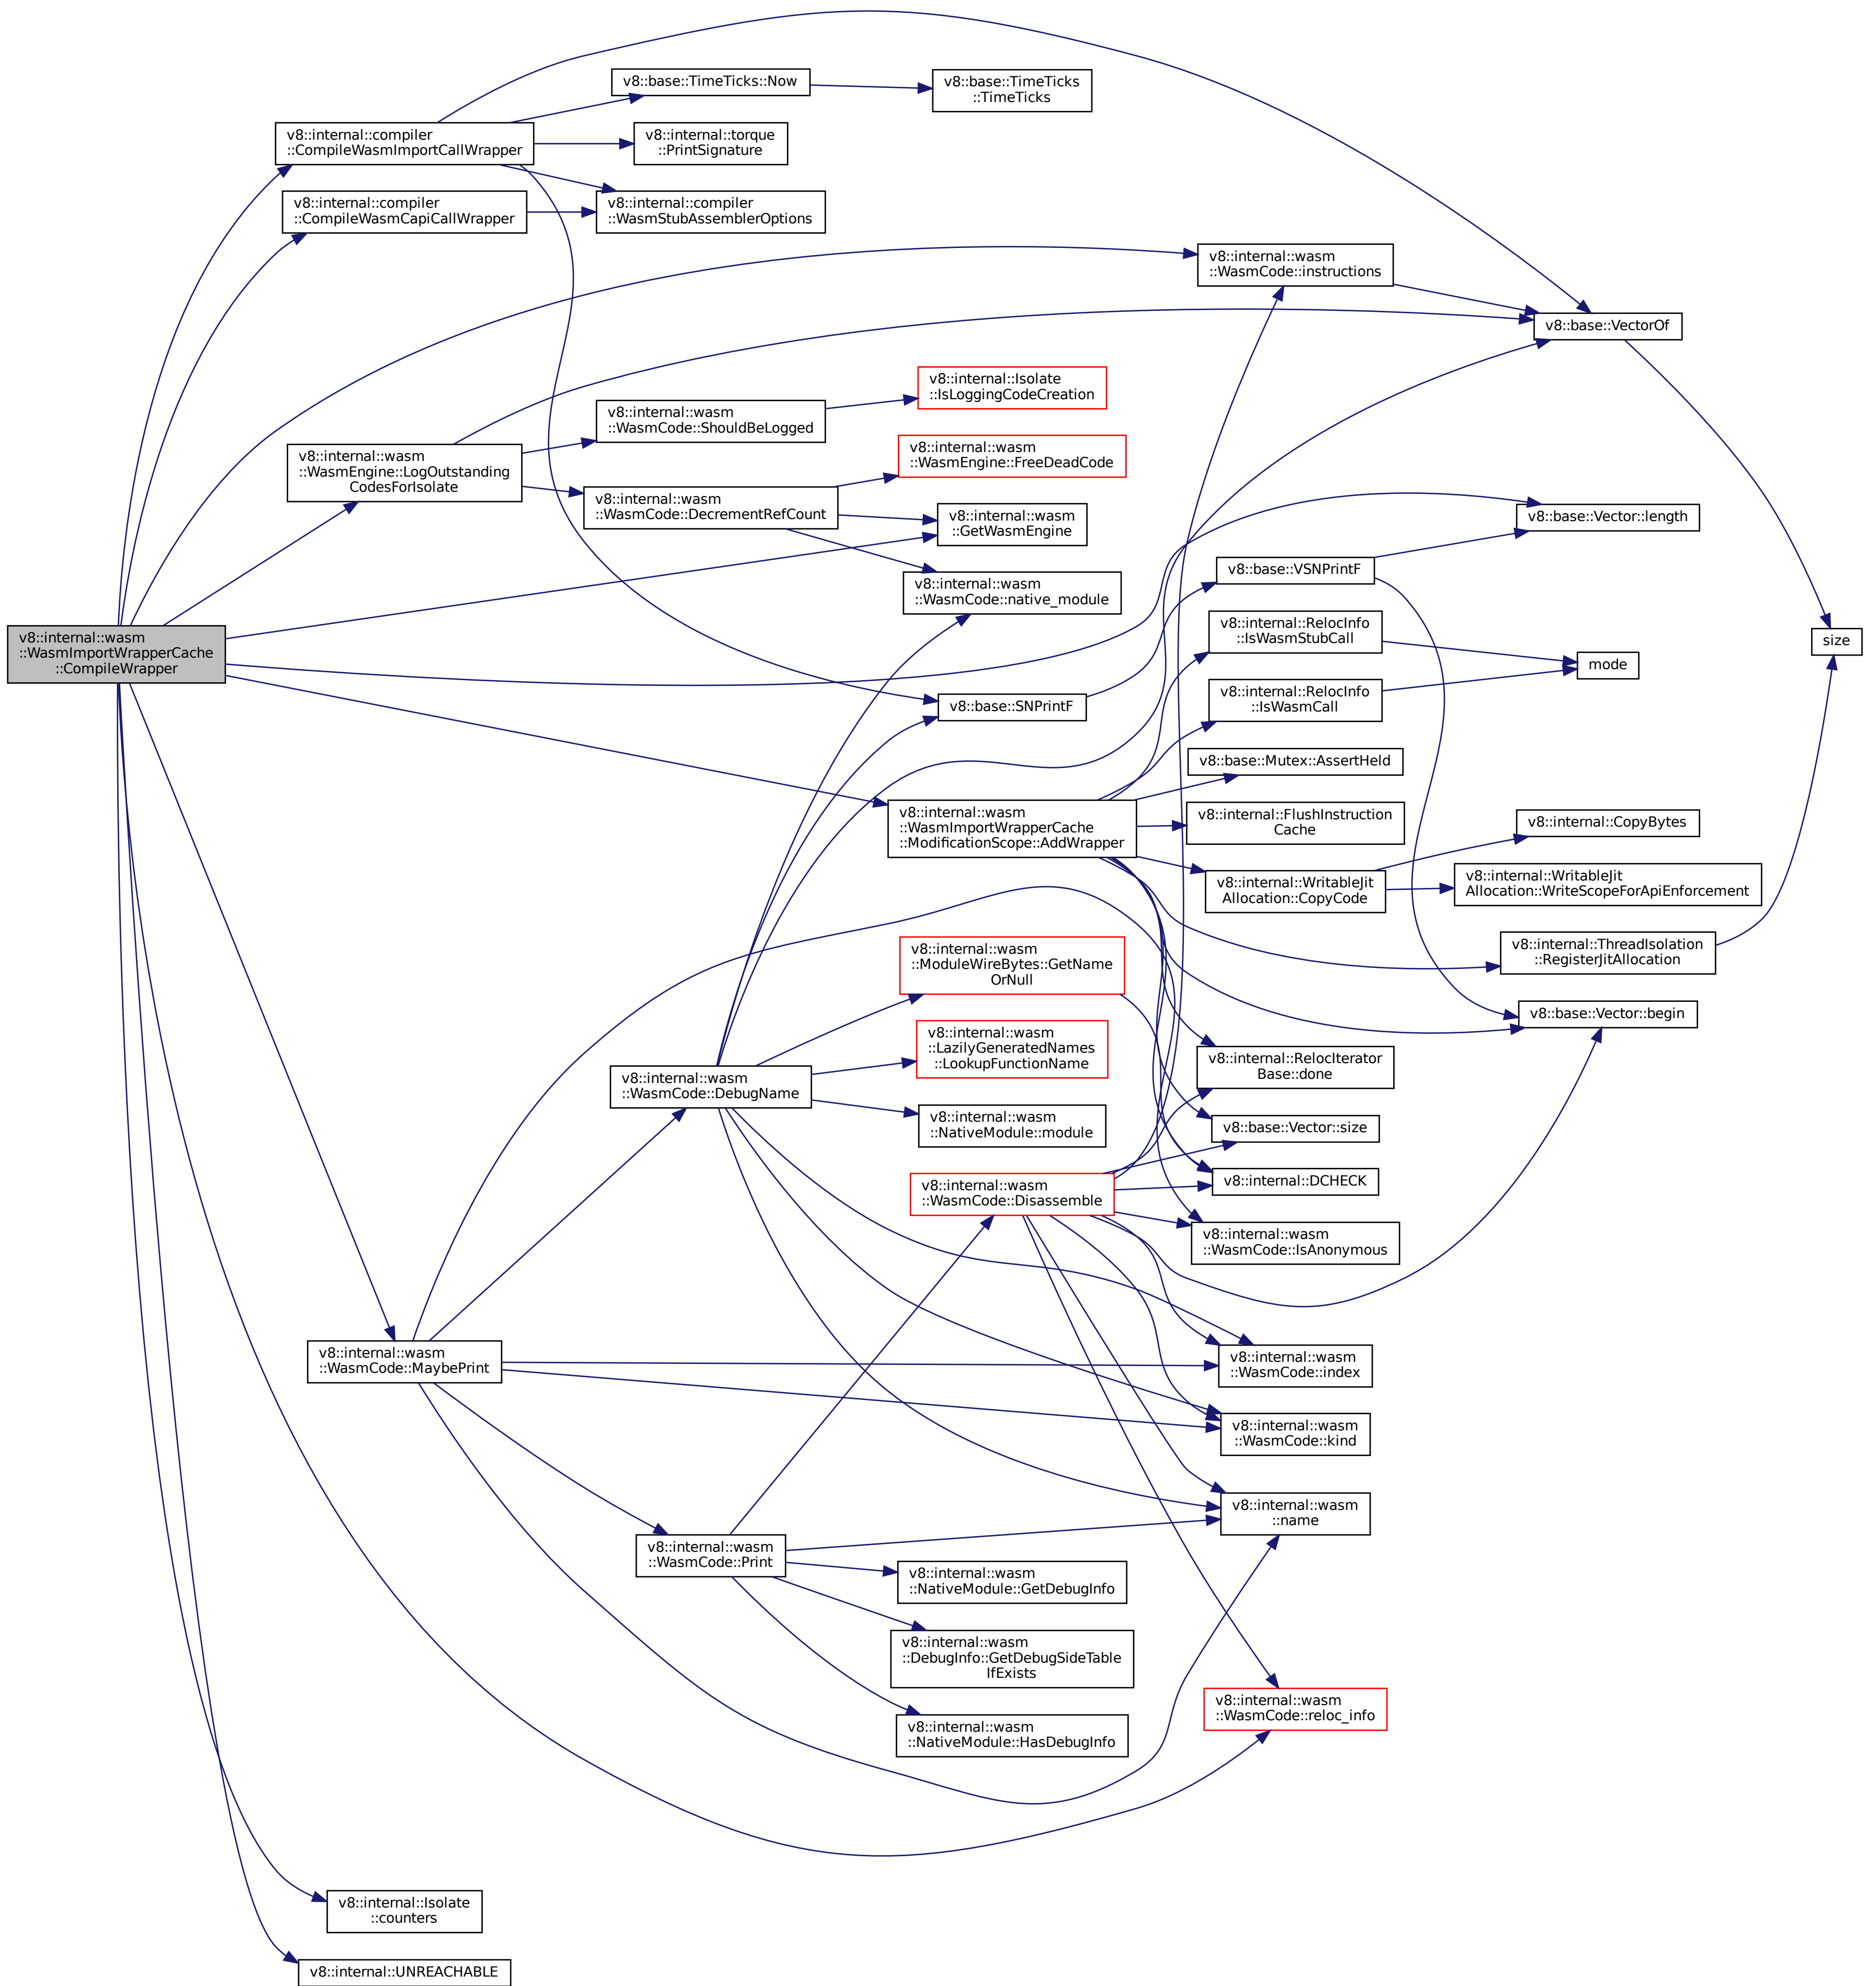 v8::internal::wasm
::WasmImportWrapperCache
::CompileWrapper
v8::internal::compiler
::CompileWasmImportCallWrapper
v8::internal::compiler
::CompileWasmCapiCallWrapper
v8::internal::wasm
::WasmEngine::LogOutstanding
CodesForIsolate
v8::internal::wasm
::WasmCode::MaybePrint
v8::internal::Isolate
::counters
v8::internal::UNREACHABLE
v8::base::TimeTicks::Now
v8::internal::torque
::PrintSignature
v8::internal::compiler
::WasmStubAssemblerOptions
v8::internal::wasm
::WasmCode::ShouldBeLogged
v8::internal::wasm
::WasmCode::DecrementRefCount
v8::internal::wasm
::WasmCode::DebugName
v8::internal::wasm
::WasmCode::Print
v8::base::TimeTicks
::TimeTicks
v8::internal::Isolate
::IsLoggingCodeCreation
v8::internal::wasm
::WasmEngine::FreeDeadCode
v8::internal::wasm
::GetWasmEngine
v8::internal::wasm
::WasmCode::native_module
v8::base::SNPrintF
v8::internal::wasm
::WasmImportWrapperCache
::ModificationScope::AddWrapper
v8::internal::wasm
::ModuleWireBytes::GetName
OrNull
v8::internal::wasm
::LazilyGeneratedNames
::LookupFunctionName
v8::internal::wasm
::NativeModule::module
v8::internal::wasm
::WasmCode::Disassemble
v8::internal::wasm
::NativeModule::GetDebugInfo
v8::internal::wasm
::DebugInfo::GetDebugSideTable
IfExists
v8::internal::wasm
::NativeModule::HasDebugInfo
v8::internal::wasm
::WasmCode::instructions
v8::base::VSNPrintF
v8::internal::RelocInfo
::IsWasmStubCall
v8::internal::RelocInfo
::IsWasmCall
v8::base::Mutex::AssertHeld
v8::internal::FlushInstruction
Cache
v8::internal::WritableJit
Allocation::CopyCode
v8::internal::RelocIterator
Base::done
v8::base::Vector::size
v8::internal::DCHECK
v8::internal::wasm
::WasmCode::IsAnonymous
v8::internal::wasm
::WasmCode::index
v8::internal::wasm
::WasmCode::kind
v8::internal::wasm
::name
v8::internal::wasm
::WasmCode::reloc_info
v8::base::VectorOf
v8::base::Vector::length
mode
v8::internal::CopyBytes
v8::internal::WritableJit
Allocation::WriteScopeForApiEnforcement
v8::internal::ThreadIsolation
::RegisterJitAllocation
v8::base::Vector::begin
size